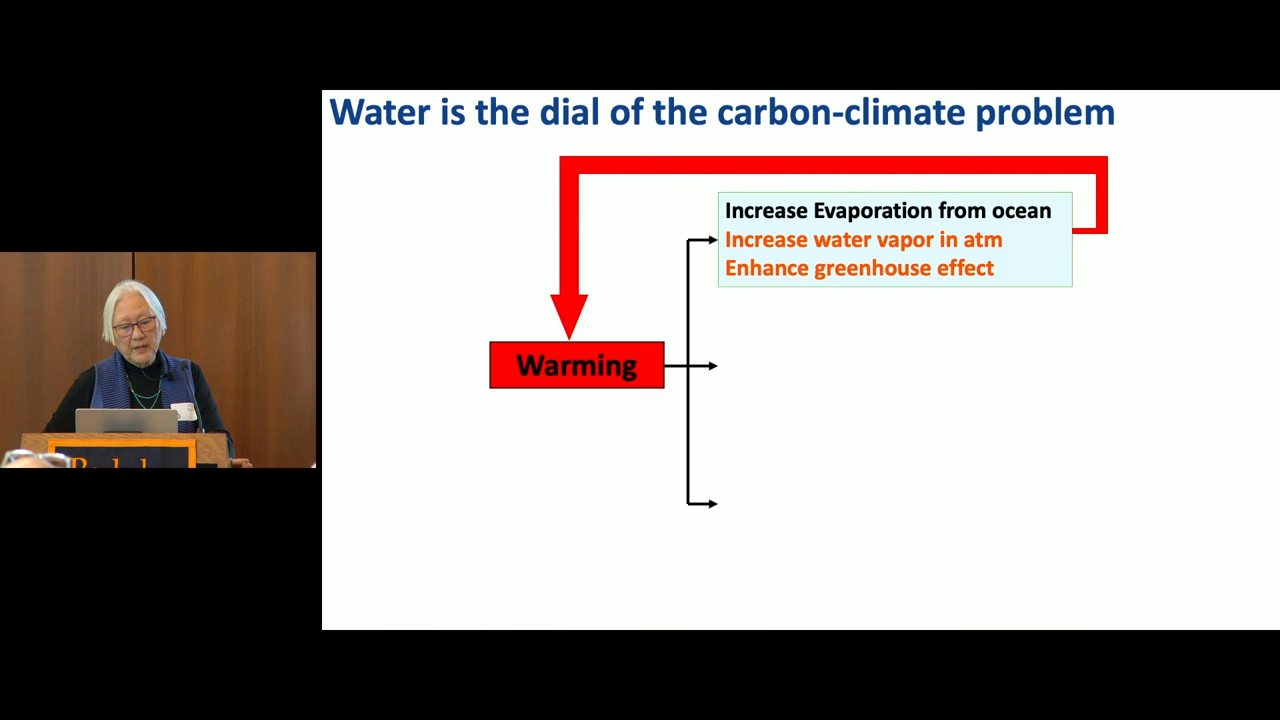 Water is the dial of the carbon-climate problem
Increase Evaporation from ocean
Increase water vapor in atm
Enhance greenhouse effect
Warming